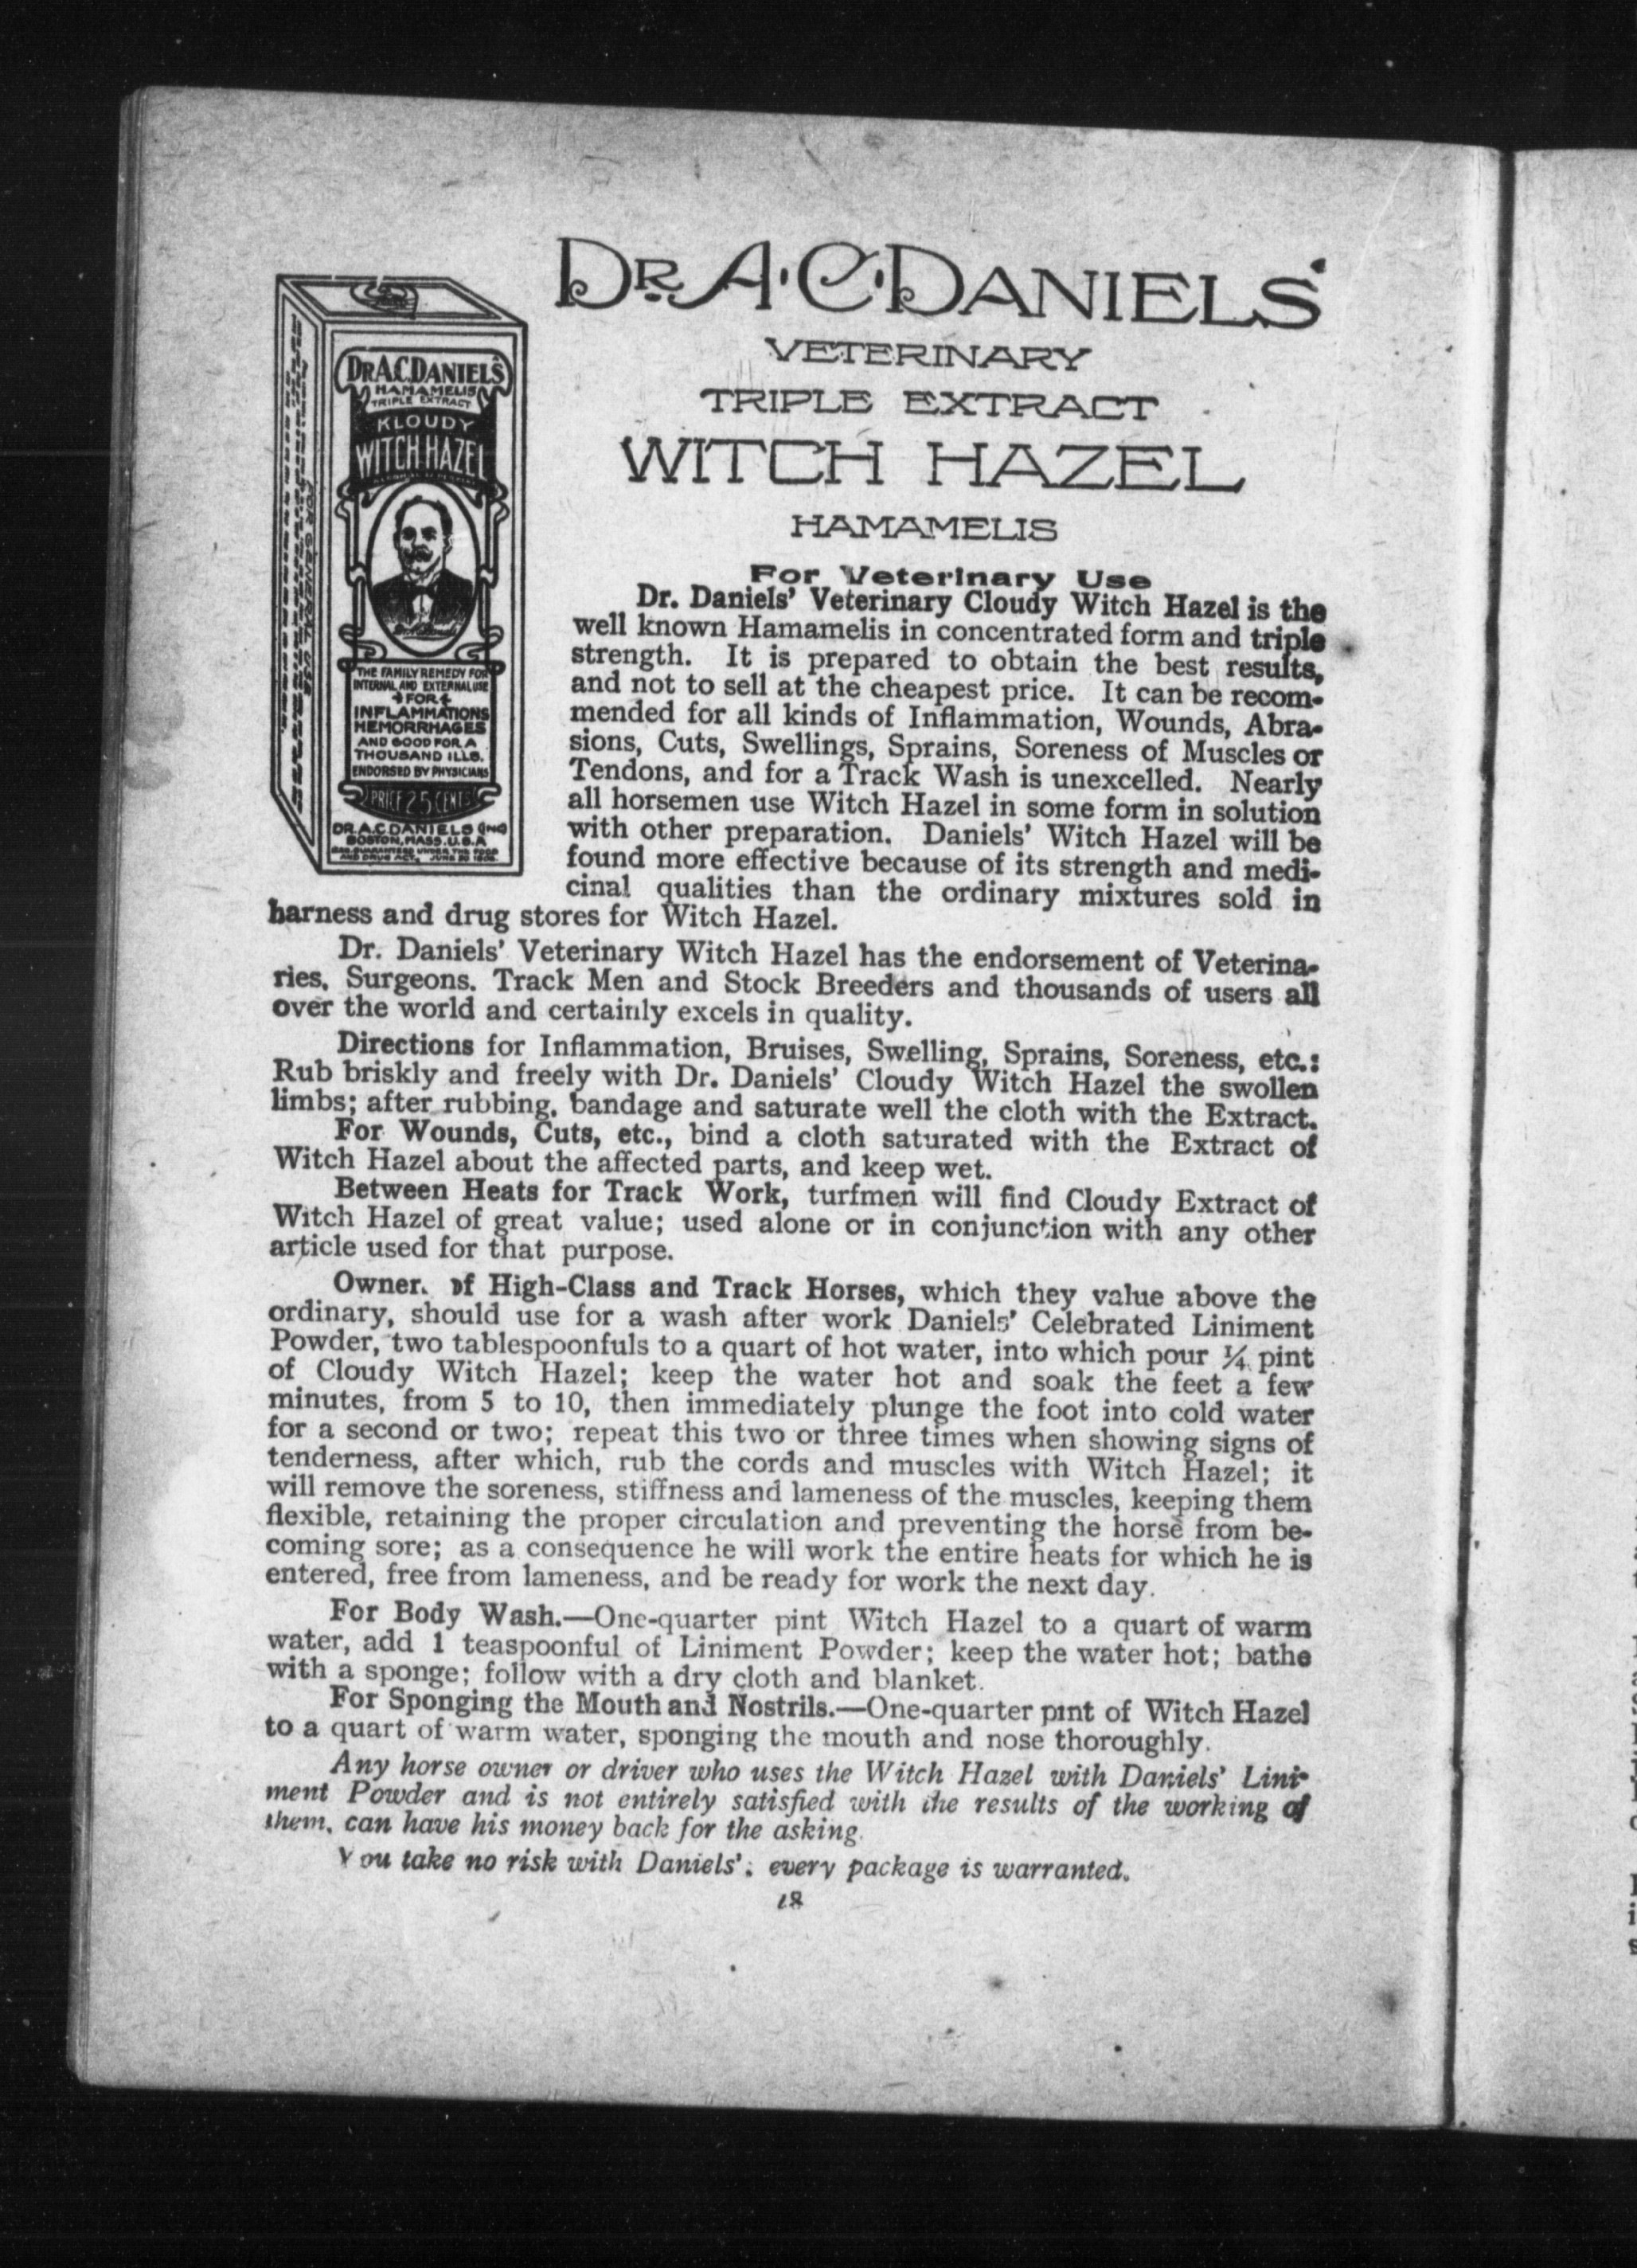 DR. A. C. DANIELS'
VETERINARY
TRIPLE EXTRACT
WITCH HAZEL
HAMAMELIS
For Veterinary Use
DR. A. C. DANIELS'
HAMAMELIS
TRIPLE EXTRACT
KLOUDY
WITCH HAZEL
THE FAMILY REMEDY FOR
INTERNAL AND EXTERNAL USE
FOR
INFLAMMATIONS
HEMORRHAGES
AND GOOD FOR A
THOUSAND ILLS.
ENDORSED BY PHYSICIANS
PRICE 25 CENTS
DR. A. C. DANIELS INC
BOSTON, MASS. U.S.A
FOR GENERAL USE
Dr. Daniels' Veterinary Cloudy Witch Hazel is the
well known Hamamelis in concentrated form and triple
strength. It is prepared to obtain the best results,
and not to sell at the cheapest price. It can be recom-
mended for all kinds of Inflammation, Wounds, Abra-
sions, Cuts, Swellings, Sprains, Soreness of Muscles or
Tendons, and for a Track Wash is unexcelled. Nearly
all horsemen use Witch Hazel in some form in solution
with other preparation. Daniels' Witch Hazel will be
found more effective because of its strength and medi-
cinal qualities than the ordinary mixtures sold in
harness and drug stores for Witch Hazel.
Dr. Daniels' Veterinary Witch Hazel has the endorsement of Veterina-
ries, Surgeons. Track Men and Stock Breeders and thousands of users all
over the world and certainly excels in quality.
Directions for Inflammation, Bruises, Swelling, Sprains, Soreness, etc.:
Rub briskly and freely with Dr. Daniels' Cloudy Witch Hazel the swollen
limbs; after rubbing, bandage and saturate well the cloth with the Extract.
For Wounds, Cuts, etc., bind a cloth saturated with the Extract of
Witch Hazel about the affected parts, and keep wet.
Between Heats for Track Work, turfmen will find Cloudy Extract of
Witch Hazel of great value; used alone or in conjunction with any other
article used for that purpose.
Owner. of High-Class and Track Horses, which they value above the
ordinary, should use for a wash after work Daniels' Celebrated Liniment
Powder, two tablespoonfuls to a quart of hot water, into which pour ¼ pint
of Cloudy Witch Hazel; keep the water hot and soak the feet a few
minutes, from 5 to 10, then immediately plunge the foot into cold water
for a second or two; repeat this two or three times when showing signs of
tenderness, after which, rub the cords and muscles with Witch Hazel; it
will remove the soreness, stiffness and lameness of the muscles, keeping them
flexible, retaining the proper circulation and preventing the horse from be-
coming sore; as a consequence he will work the entire heats for which he is
entered, free from lameness, and be ready for work the next day.
For Body Wash.—One-quarter pint Witch Hazel to a quart of warm
water, add 1 teaspoonful of Liniment Powder; keep the water hot; bathe
with a sponge; follow with a dry cloth and blanket.
For Sponging the Mouth and Nostrils.—One-quarter pint of Witch Hazel
to a quart of warm water, sponging the mouth and nose thoroughly.
Any horse owner or driver who uses the Witch Hazel with Daniels' Lini-
ment Powder and is not entirely satisfied with the results of the working of
them, can have his money back for the asking.
You take no risk with Daniels'; every package is warranted.
18